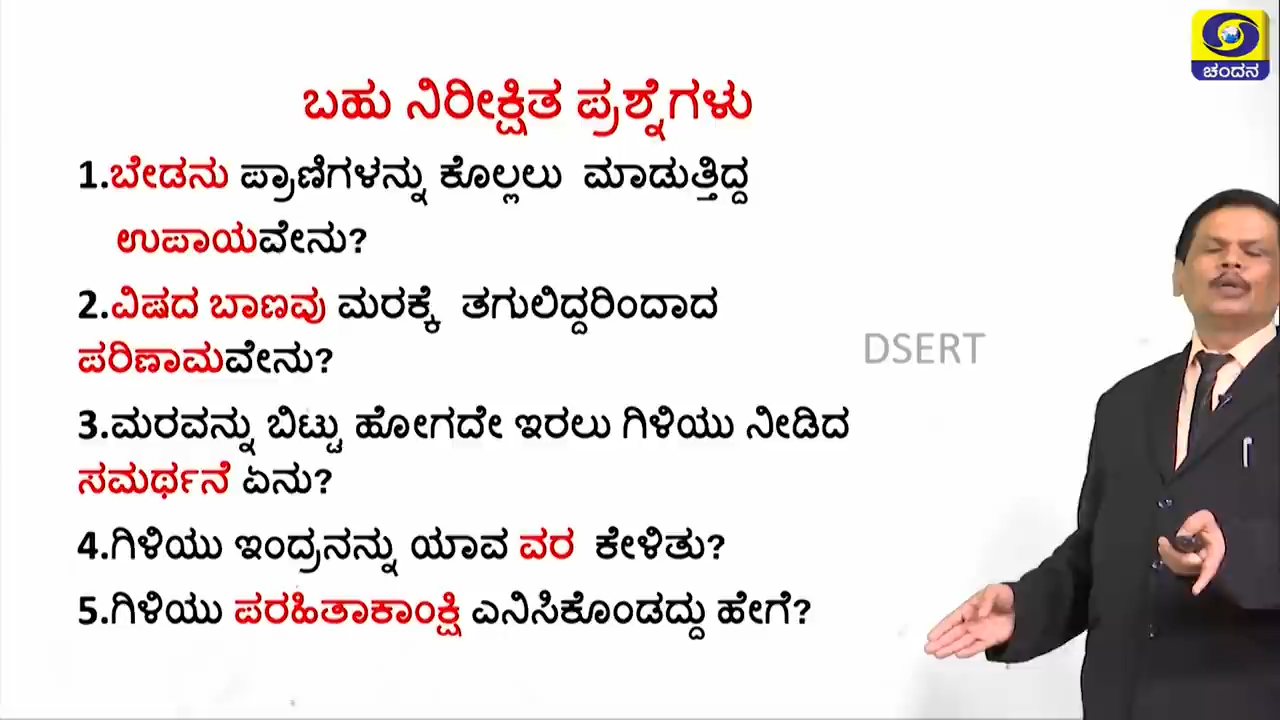 ಚಂದನ
ಬಹು ನಿರೀಕ್ಷಿತ ಪ್ರಶ್ನೆಗಳು
1.ಬೇಡನು ಪ್ರಾಣಿಗಳನ್ನು ಕೊಲ್ಲಲು ಮಾಡುತ್ತಿದ್ದ
ಉಪಾಯವೇನು?
2.ವಿಷದ ಬಾಣವು ಮರಕ್ಕೆ ತಗುಲಿದ್ದರಿಂದಾದ
ಪರಿಣಾಮವೇನು?
DSERT
3.ಮರವನ್ನು ಬಿಟ್ಟು ಹೋಗದೇ ಇರಲು ಗಿಳಿಯು ನೀಡಿದ
ಸಮರ್ಥನೆ ಏನು?
4.ಗಿಳಿಯು ಇಂದ್ರನನ್ನು ಯಾವ ವರ ಕೇಳಿತು?
5.ಗಿಳಿಯು ಪರಹಿತಾಕಾಂಕ್ಷಿ ಎನಿಸಿಕೊಂಡದ್ದು ಹೇಗೆ?